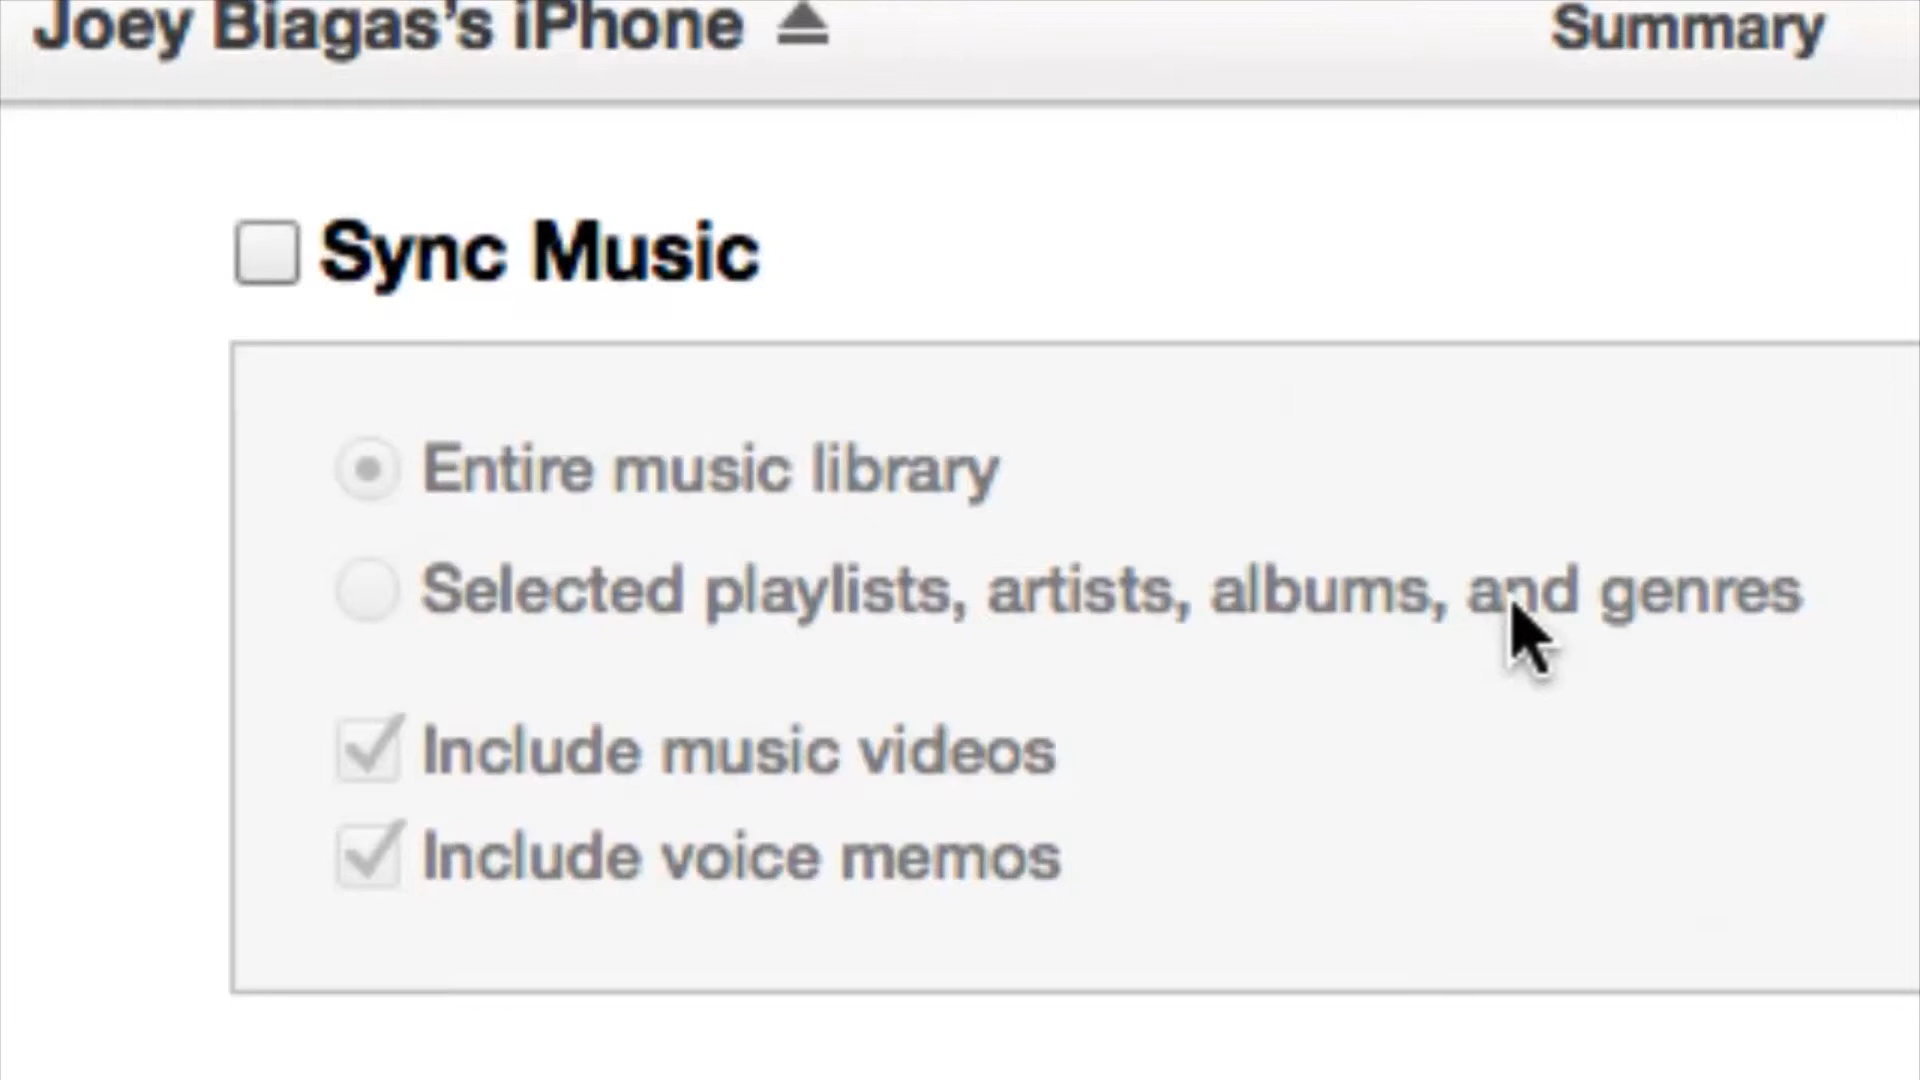 Joey Biagas's iPhone
Summary
Sync Music
Entire music library
Selected playlists, artists, albums, and genres
Include music videos
Include voice memos